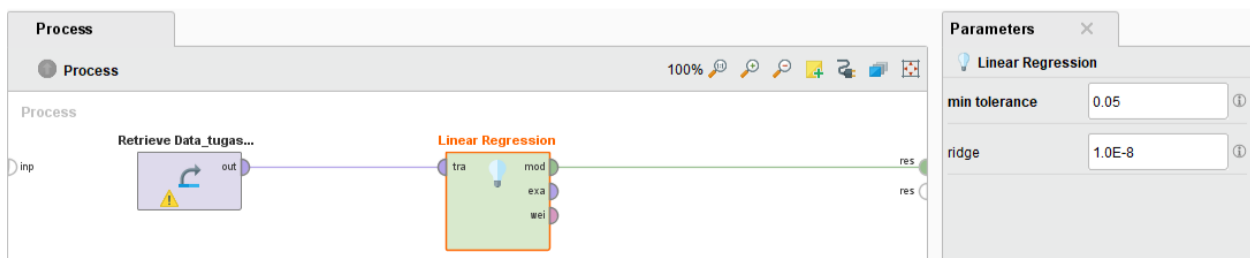 Process
Process
100%
Process
Retrieve Data_tugas...
Linear Regression
inp
out
tra
mod
exa
wei
res
res
Parameters
Linear Regression
min tolerance
0.05
ridge
1.0E-8